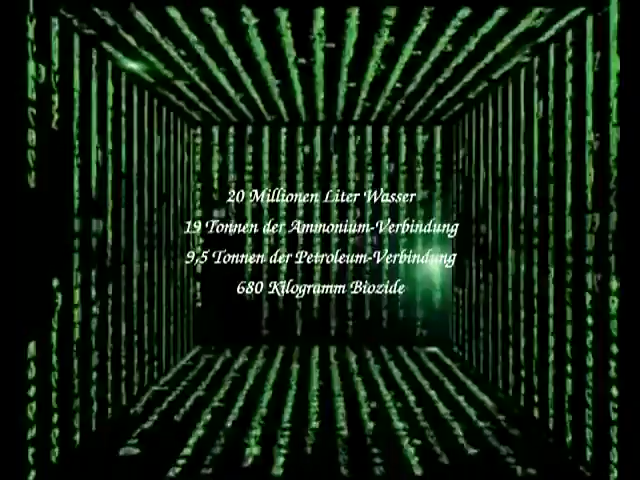 20 Millionen Liter Wasser
19 Tonnen der Ammonium-Verbindung
9,5 Tonnen der Petroleum-Verbindung
680 Kilogramm Biozide